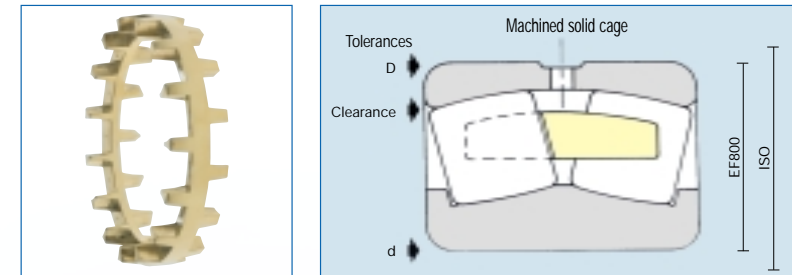 Machined solid cage
Tolerances
D
Clearance
d
EF800
ISO